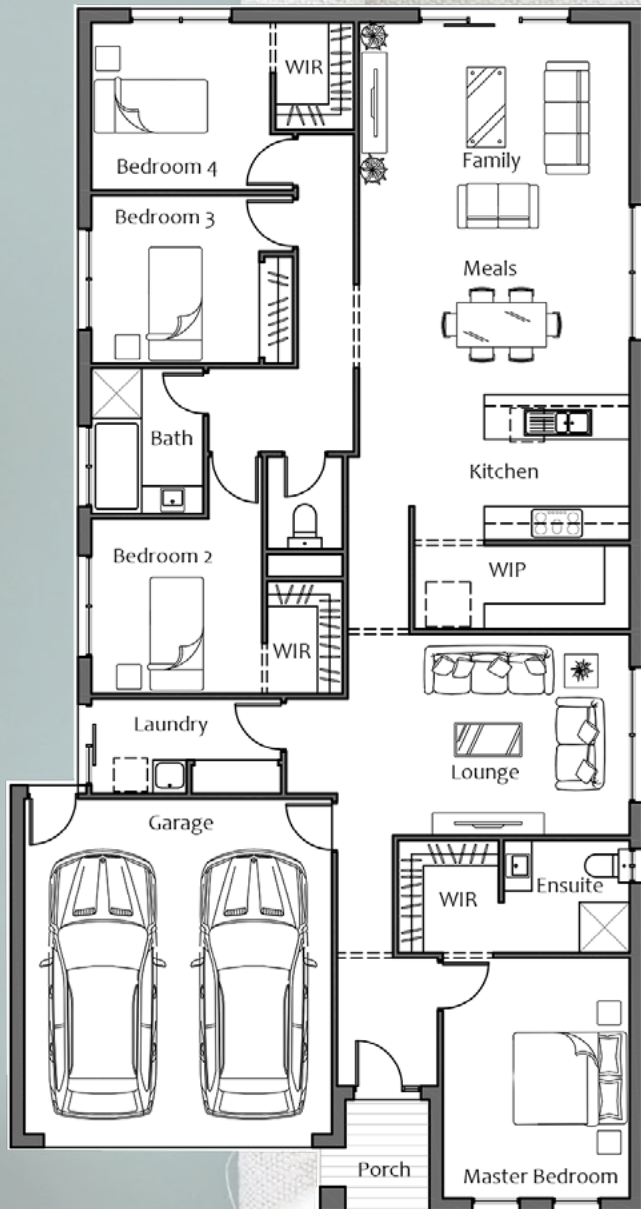 WIR
Family
Bedroom 4
Bedroom 3
Meals
Bath
Kitchen
Bedroom 2
WIP
WIR
Laundry
Lounge
Garage
WIR
Ensuite
Porch
Master Bedroom